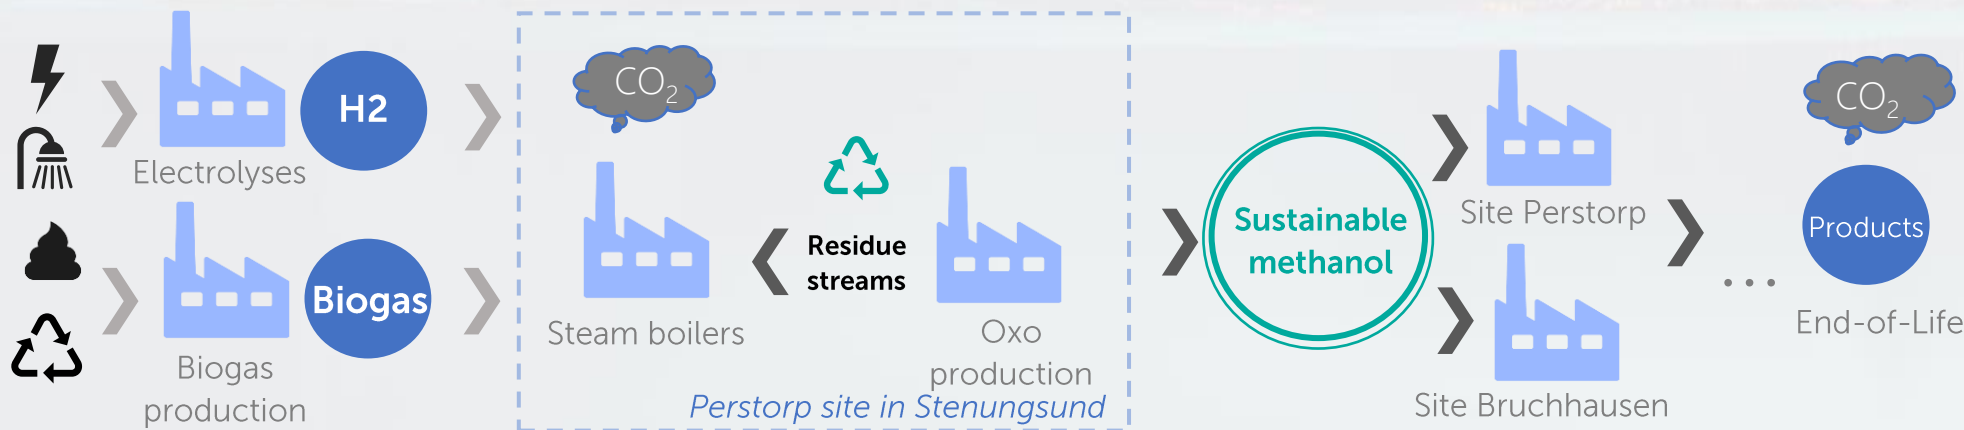 Electrolyses
H2
Biogas
production
Biogas
CO₂
Steam boilers
Residue
streams
Oxo
production
Perstorp site in Stenungsund
Sustainable
methanol
Site Perstorp
Site Bruchhausen
...
CO₂
Products
End-of-Life